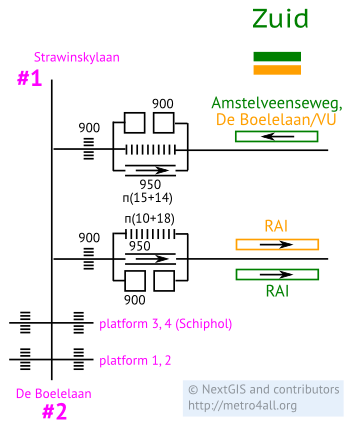 Zuid
Strawinskylaan
#1
900
900
Amstelveenseweg,
De Boelelaan/VU
950
п(15+14)
п(10+18)
RAI
900
950
RAI
900
platform 3, 4 (Schiphol)
platform 1, 2
De Boelelaan
#2
© NextGIS and contributors
http://metro4all.org